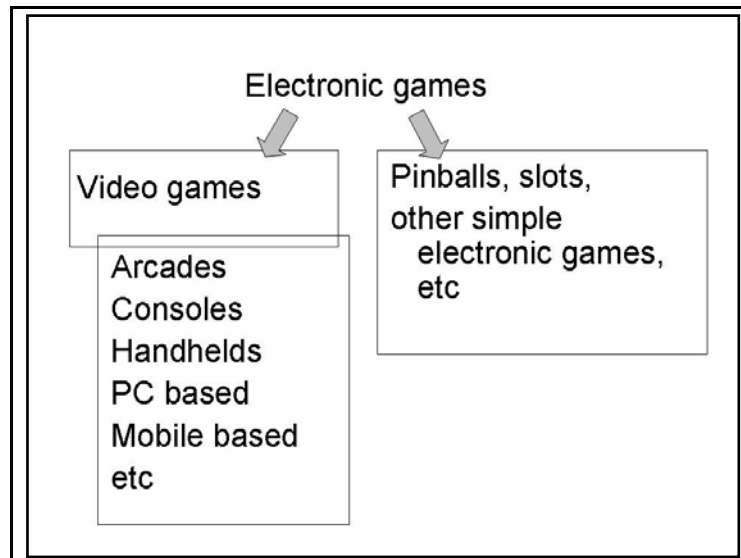 Electronic games
Video games
Arcades
Consoles
Handhelds
PC based
Mobile based
etc
Pinballs, slots,
other simple
electronic games,
etc